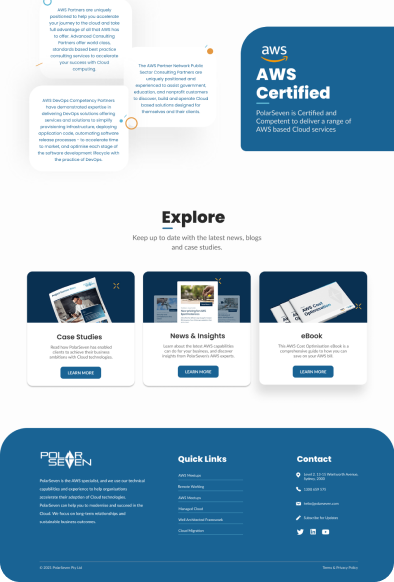 AWS Partners are uniquely
positioned to help you accelerate
your journey to the cloud and take
full advantage of all that AWS has
to offer. Advanced Consulting
Partners offer world class,
standards based best practice
consulting services to accelerate
your success with Cloud
computing.
The AWS Partner Network Public
Sector Consulting Partners are
uniquely positioned and
experienced to assist government,
education, and nonprofit customers
to discover, build and operate Cloud
based solutions designed for
themselves and their clients.
AWS DevOps Competency Partners
have demonstrated expertise in
delivering DevOps solutions offering
services and solutions to simplify
provisioning infrastructure, deploying
application code, automating software
release processes - to accelerate time
to market, and optimise each stage of
the software development lifecycle with
the practice of DevOps.
aws
AWS
Certified
PolarSeven is Certified and
Competent to deliver a range of
AWS based Cloud services
Explore
Keep up to date with the latest news, blogs
and case studies.
Case Studies
Read how PolarSeven has enabled
clients to achieve their business
ambitions with Cloud technologies.
LEARN MORE
News & Insights
Learn about the latest AWS capabilities
can do for your business, and discover
insights from PolarSeven's AWS experts.
LEARN MORE
AWS Cost
Optimisation
eBook
This AWS Cost Optimisation eBook is a
comprehensive guide to how you can
save on your AWS bill.
LEARN MORE
POLAR
SEVEN
PolarSeven is the AWS specialist, and we use our technical
capabilities and experience to help organisations
accelerate their adoption of Cloud technologies.
PolarSeven can help you to modernise and succeed in the
Cloud. We focus on long-term relationships, and
sustainable business outcomes.
Quick Links
AWS Meetups
Remote Working
AWS Meetups
Managed Cloud
Well Architected Framework
Cloud Migration
Contact
Level 5, 10-14 Wentworth Avenue
Sydney, 2000
1300 659 575
hello@polarseven.com
Subscribe for Updates
© 2021 PolarSeven Pty Ltd
Terms & Privacy Policy